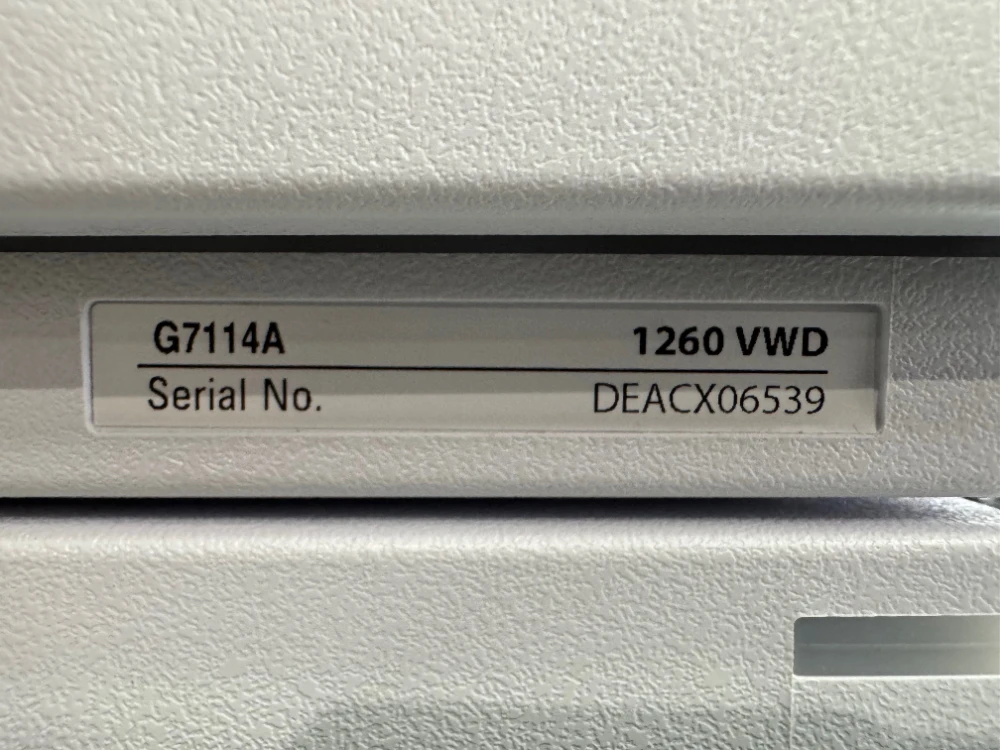 G7114A 1260 VWD
Serial No. DEACX06539